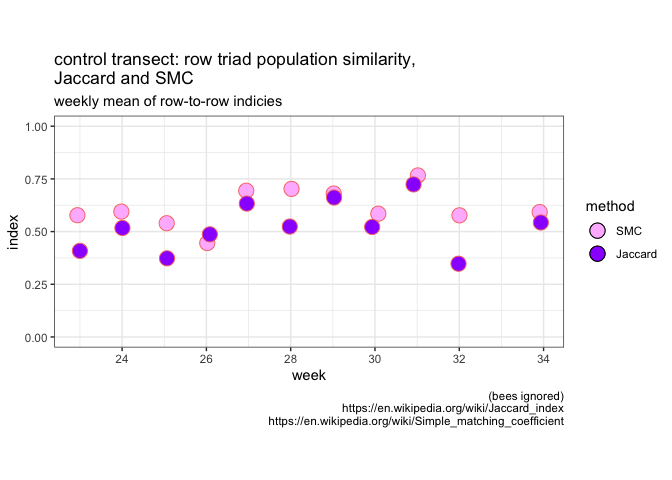 control transect: row triad population similarity,
Jaccard and SMC
weekly mean of row-to-row indicies
1.00
0.75
0.50
0.25
0.00
index
24
26
28
30
32
34
week
method
SMC
Jaccard
(bees ignored)
https://en.wikipedia.org/wiki/Jaccard_index
https://en.wikipedia.org/wiki/Simple_matching_coefficient